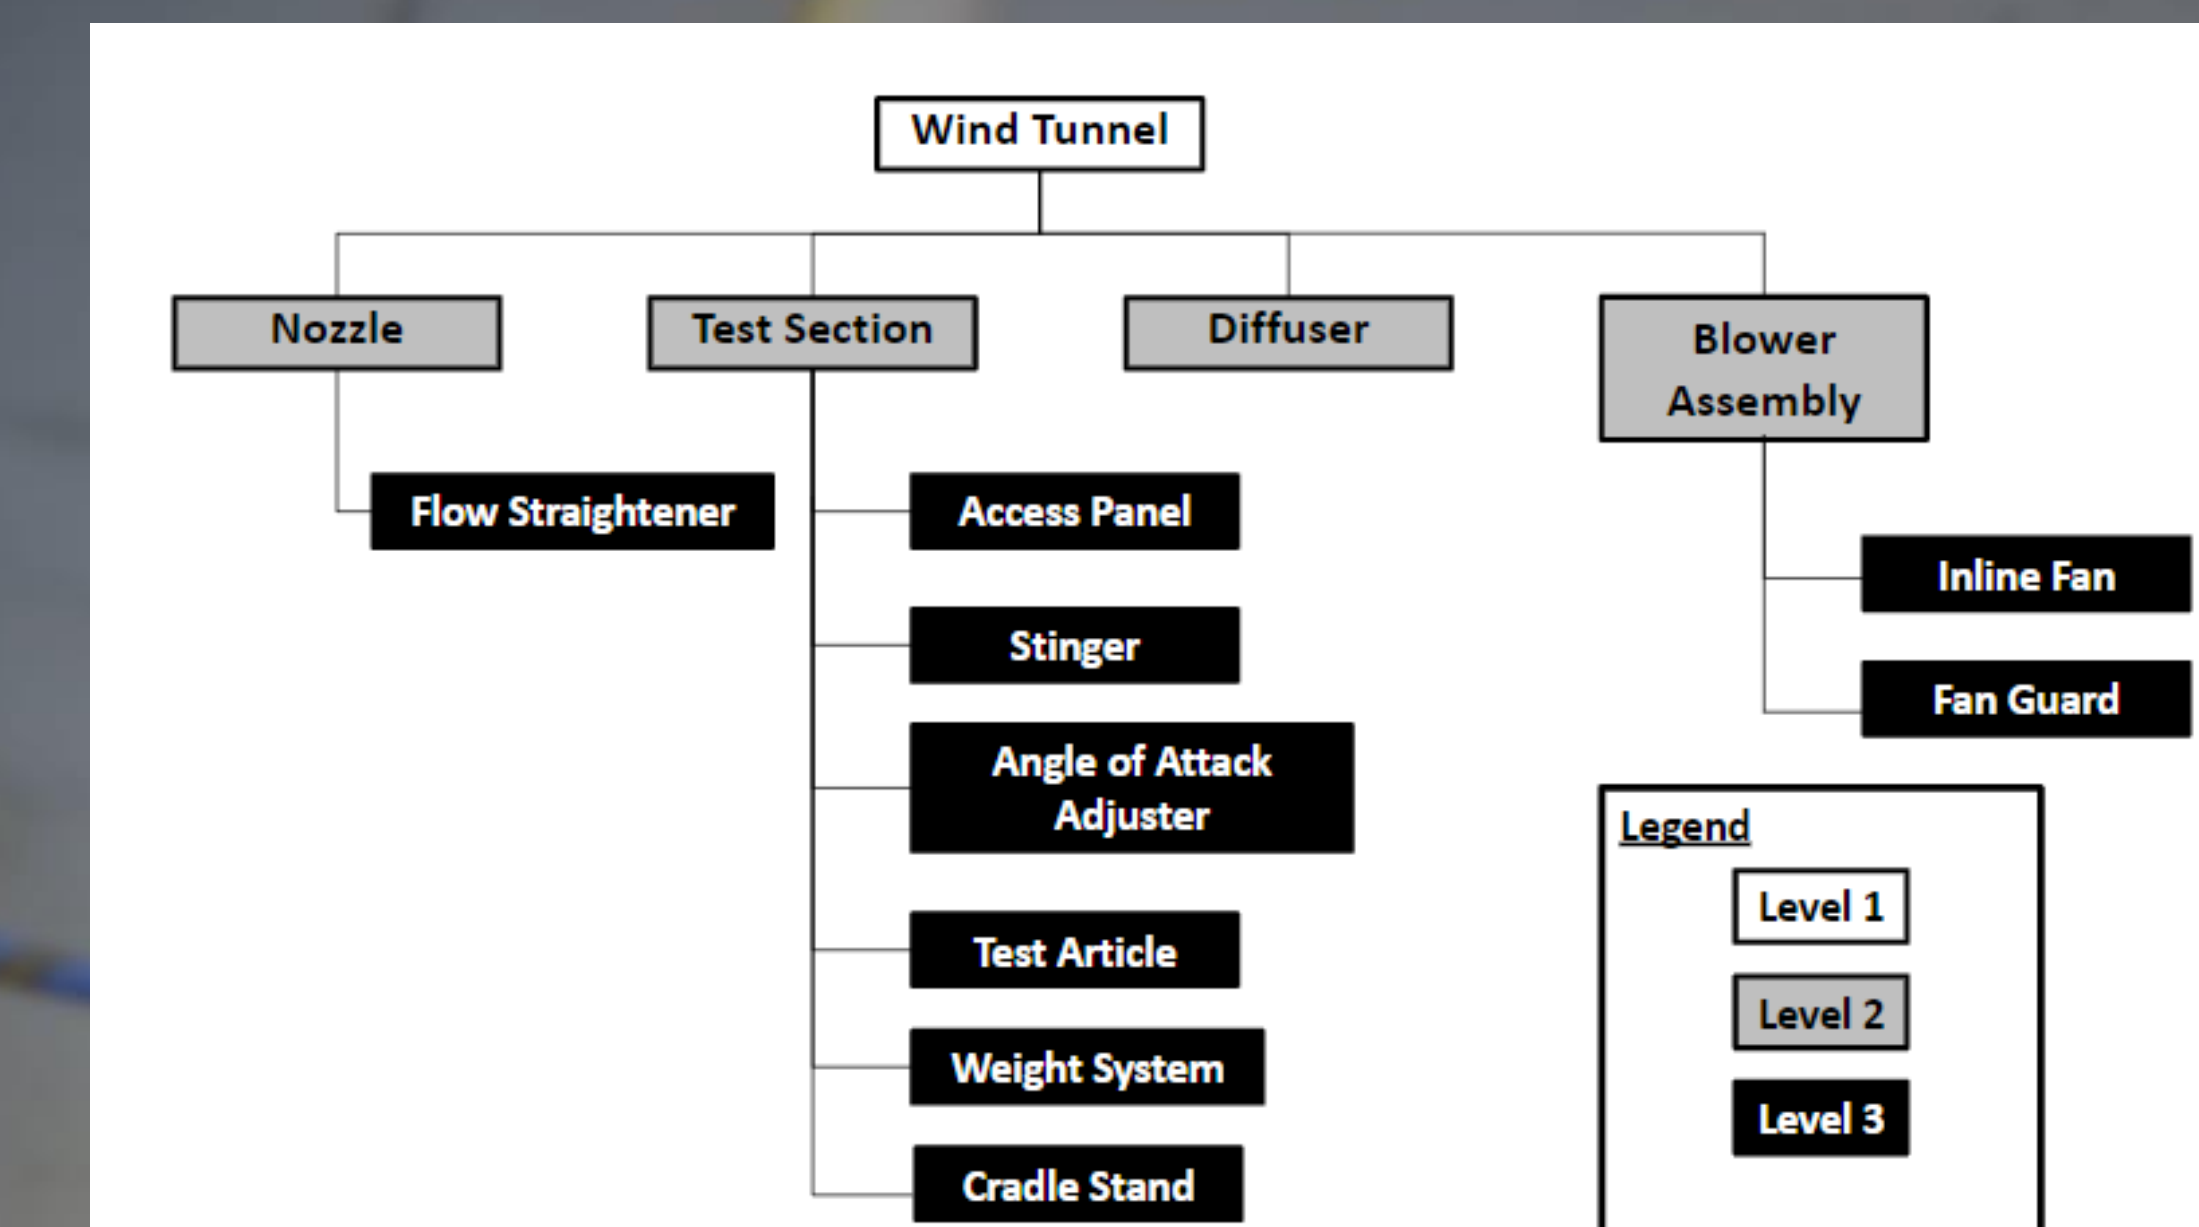 Wind Tunnel
Nozzle
Test Section
Diffuser
Blower
Assembly
Flow Straightener
Access Panel
Stinger
Angle of Attack
Adjuster
Test Article
Weight System
Cradle Stand
Inline Fan
Fan Guard
Legend
Level 1
Level 2
Level 3